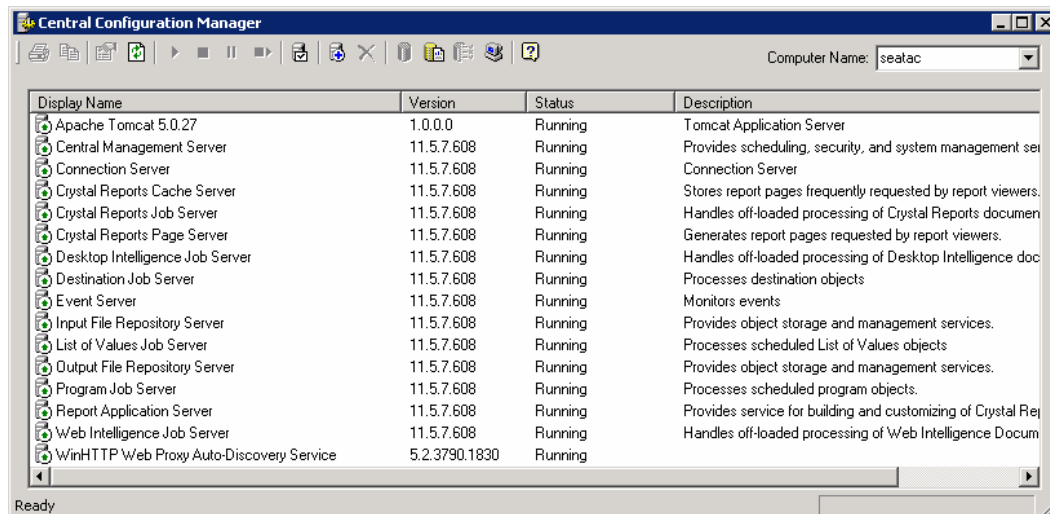 Central Configuration Manager
Computer Name: seatac
Display Name Version Status Description
Apache Tomcat 5.0.27 1.0.0.0 Running Tomcat Application Server
Central Management Server 11.5.7.608 Running Provides scheduling, security, and system management ser
Connection Server 11.5.7.608 Running Connection Server
Crystal Reports Cache Server 11.5.7.608 Running Stores report pages frequently requested by report viewers.
Crystal Reports Job Server 11.5.7.608 Running Handles off-loaded processing of Crystal Reports documen
Crystal Reports Page Server 11.5.7.608 Running Generates report pages requested by report viewers.
Desktop Intelligence Job Server 11.5.7.608 Running Handles off-loaded processing of Desktop Intelligence doc
Destination Job Server 11.5.7.608 Running Processes destination objects
Event Server 11.5.7.608 Running Monitors events
Input File Repository Server 11.5.7.608 Running Provides object storage and management services.
List of Values Job Server 11.5.7.608 Running Processes scheduled List of Values objects
Output File Repository Server 11.5.7.608 Running Provides object storage and management services.
Program Job Server 11.5.7.608 Running Processes scheduled program objects.
Report Application Server 11.5.7.608 Running Provides service for building and customizing of Crystal Rep
Web Intelligence Job Server 11.5.7.608 Running Handles off-loaded processing of Web Intelligence Docum
WinHTTP Web Proxy Auto-Discovery Service 5.2.3790.1830 Running
Ready